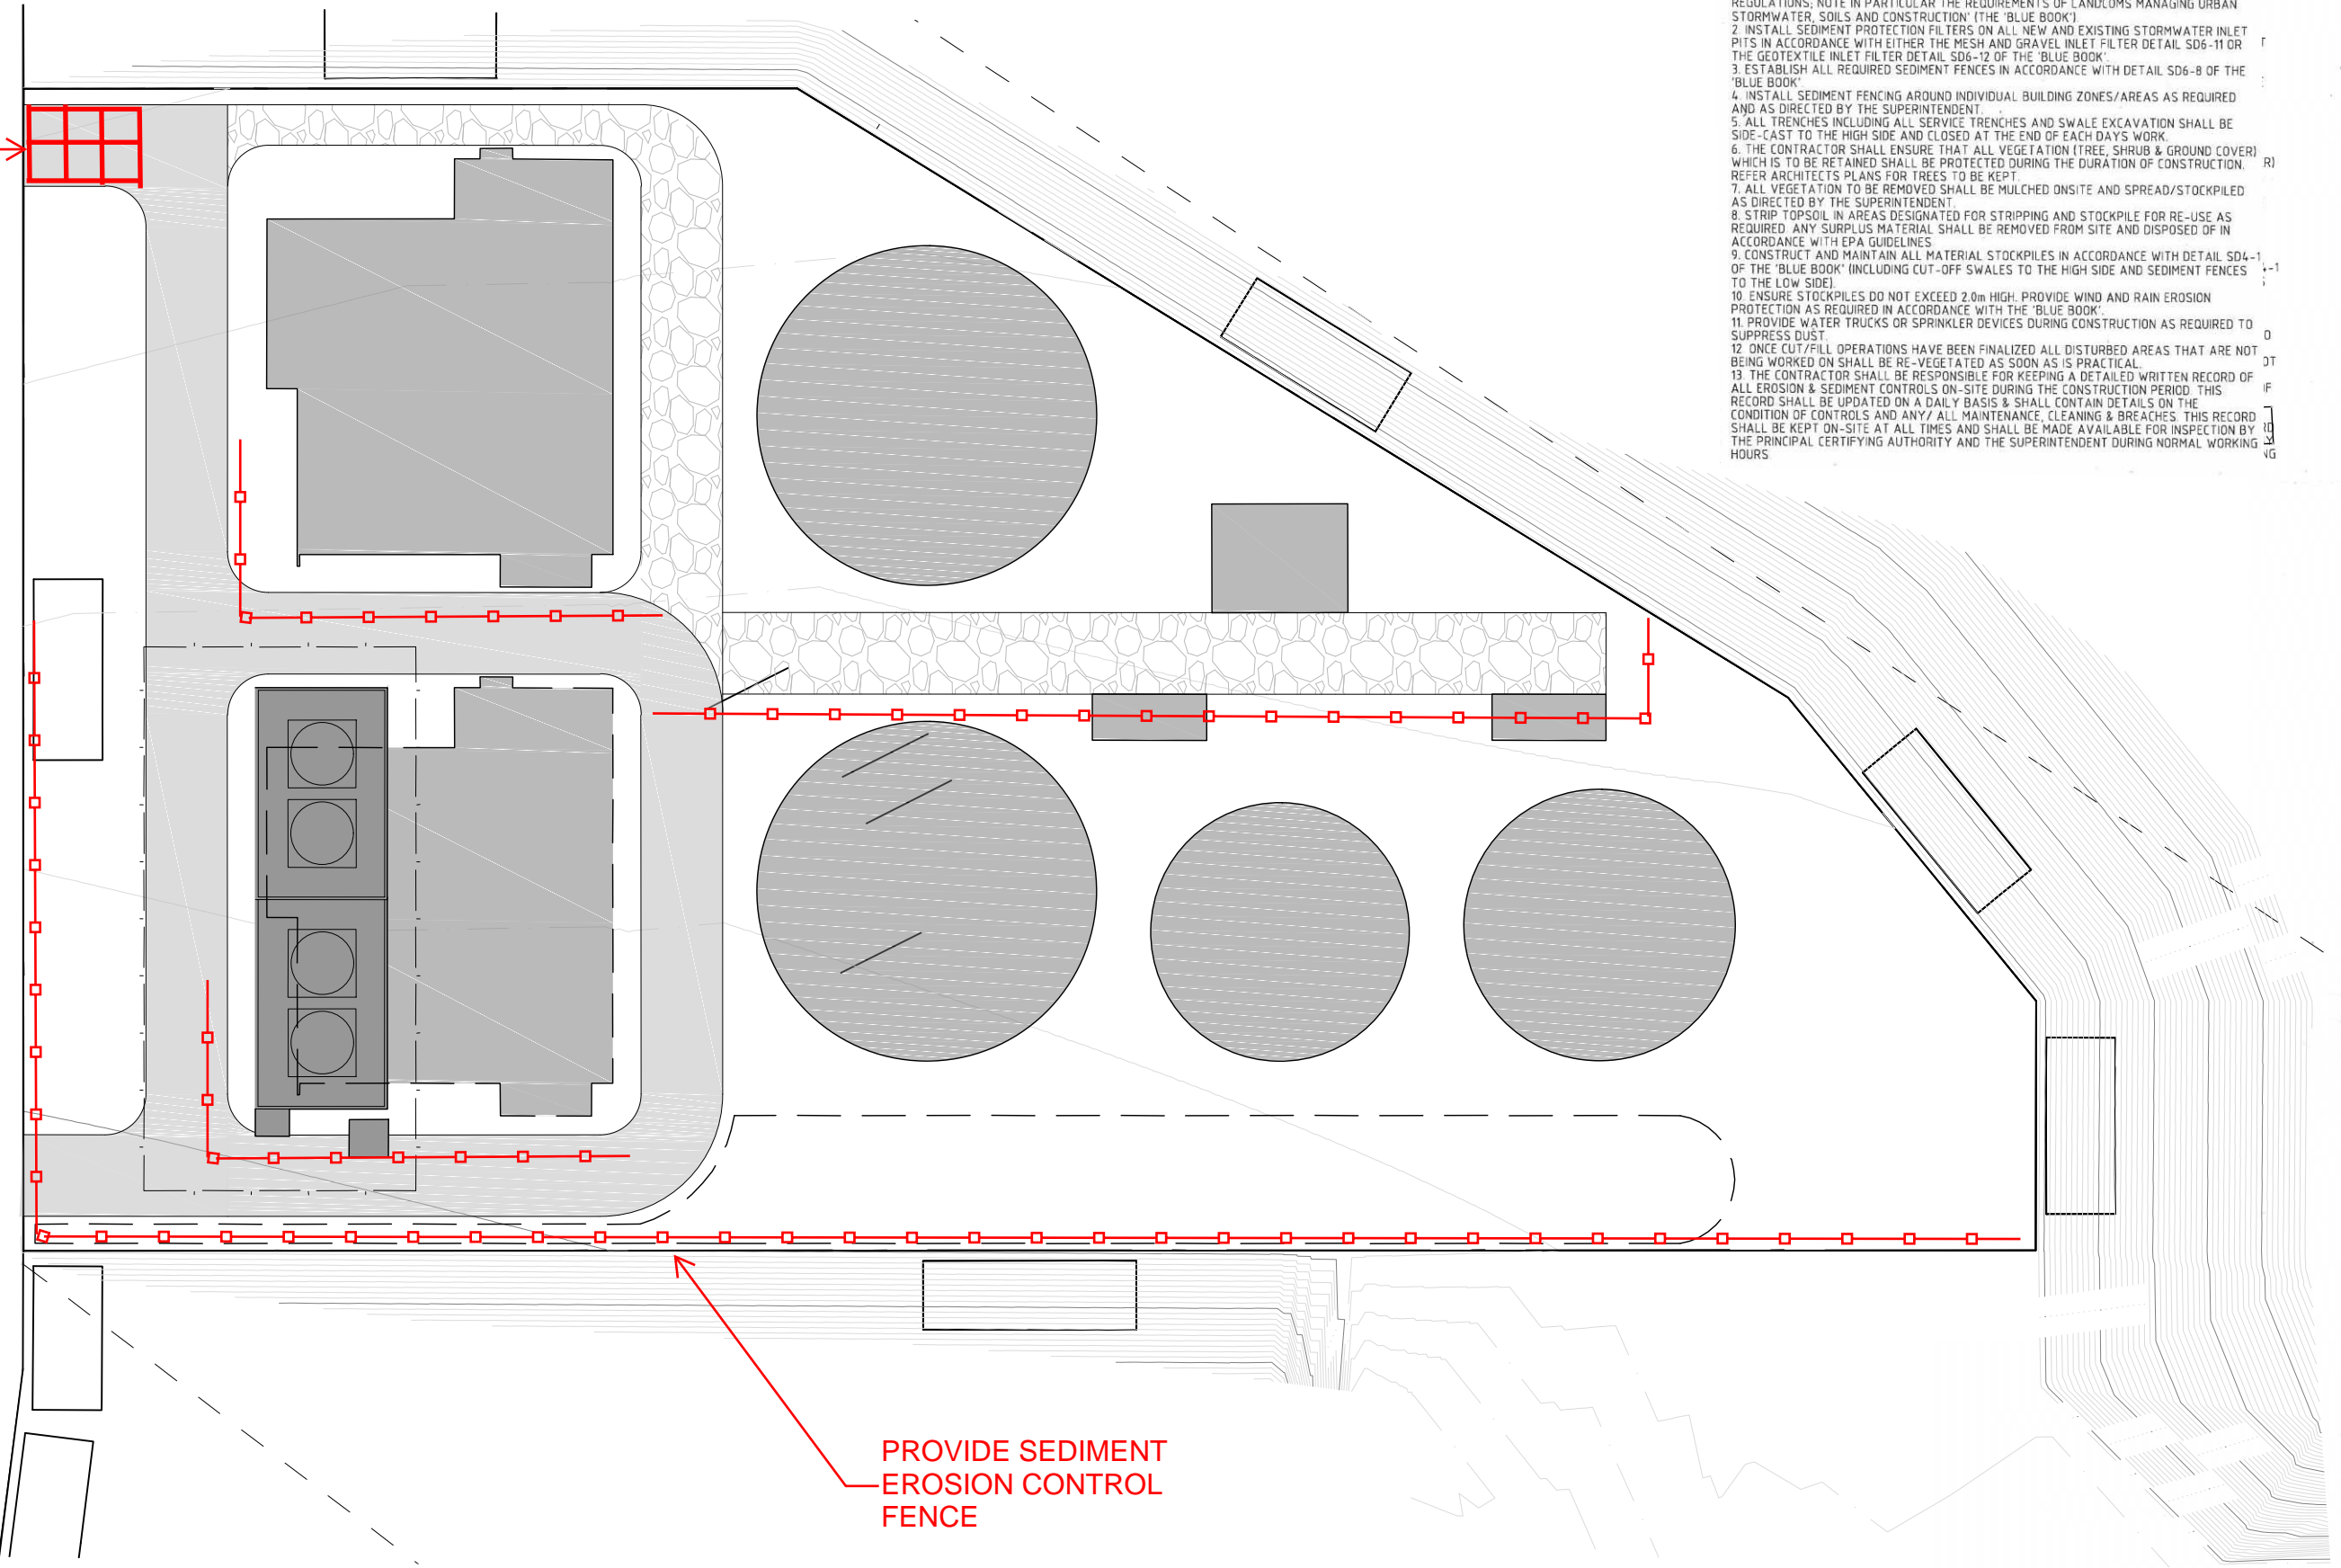 REGULATIONS; NOTE IN PARTICULAR THE REQUIREMENTS OF LANDCOMS MANAGING URBAN
STORMWATER, SOILS AND CONSTRUCTION' (THE 'BLUE BOOK').
2. INSTALL SEDIMENT PROTECTION FILTERS ON ALL NEW AND EXISTING STORMWATER INLET
PITS IN ACCORDANCE WITH EITHER THE MESH AND GRAVEL INLET FILTER DETAIL SD6-11 OR
THE GEOTEXTILE INLET FILTER DETAIL SD6-12 OF THE 'BLUE BOOK'.
3. ESTABLISH ALL REQUIRED SEDIMENT FENCES IN ACCORDANCE WITH DETAIL SD6-8 OF THE
'BLUE BOOK'
4. INSTALL SEDIMENT FENCING AROUND INDIVIDUAL BUILDING ZONES/AREAS AS REQUIRED
AND AS DIRECTED BY THE SUPERINTENDENT.
5. ALL TRENCHES INCLUDING ALL SERVICE TRENCHES AND SWALE EXCAVATION SHALL BE
SIDE-CAST TO THE HIGH SIDE AND CLOSED AT THE END OF EACH DAYS WORK.
6. THE CONTRACTOR SHALL ENSURE THAT ALL VEGETATION (TREE, SHRUB & GROUND COVER)
WHICH IS TO BE RETAINED SHALL BE PROTECTED DURING THE DURATION OF CONSTRUCTION.
REFER ARCHITECTS PLANS FOR TREES TO BE KEPT.
7. ALL VEGETATION TO BE REMOVED SHALL BE MULCHED ONSITE AND SPREAD/STOCKPILED
AS DIRECTED BY THE SUPERINTENDENT.
8. STRIP TOPSOIL IN AREAS DESIGNATED FOR STRIPPING AND STOCKPILE FOR RE-USE AS
REQUIRED. ANY SURPLUS MATERIAL SHALL BE REMOVED FROM SITE AND DISPOSED OF IN
ACCORDANCE WITH EPA GUIDELINES
9. CONSTRUCT AND MAINTAIN ALL MATERIAL STOCKPILES IN ACCORDANCE WITH DETAIL SD4-1
OF THE 'BLUE BOOK' (INCLUDING CUT-OFF SWALES TO THE HIGH SIDE AND SEDIMENT FENCES
TO THE LOW SIDE).
10. ENSURE STOCKPILES DO NOT EXCEED 2.0m HIGH. PROVIDE WIND AND RAIN EROSION
PROTECTION AS REQUIRED IN ACCORDANCE WITH THE 'BLUE BOOK'.
11. PROVIDE WATER TRUCKS OR SPRINKLER DEVICES DURING CONSTRUCTION AS REQUIRED TO
SUPPRESS DUST.
12. ONCE CUT/FILL OPERATIONS HAVE BEEN FINALIZED ALL DISTURBED AREAS THAT ARE NOT
BEING WORKED ON SHALL BE RE-VEGETATED AS SOON AS IS PRACTICAL.
13. THE CONTRACTOR SHALL BE RESPONSIBLE FOR KEEPING A DETAILED WRITTEN RECORD OF
ALL EROSION & SEDIMENT CONTROLS ON-SITE DURING THE CONSTRUCTION PERIOD. THIS
RECORD SHALL BE UPDATED ON A DAILY BASIS & SHALL CONTAIN DETAILS ON THE
CONDITION OF CONTROLS AND ANY/ ALL MAINTENANCE, CLEANING & BREACHES. THIS RECORD
SHALL BE KEPT ON-SITE AT ALL TIMES AND SHALL BE MADE AVAILABLE FOR INSPECTION BY
THE PRINCIPAL CERTIFYING AUTHORITY AND THE SUPERINTENDENT DURING NORMAL WORKING
HOURS
PROVIDE SEDIMENT
EROSION CONTROL
FENCE